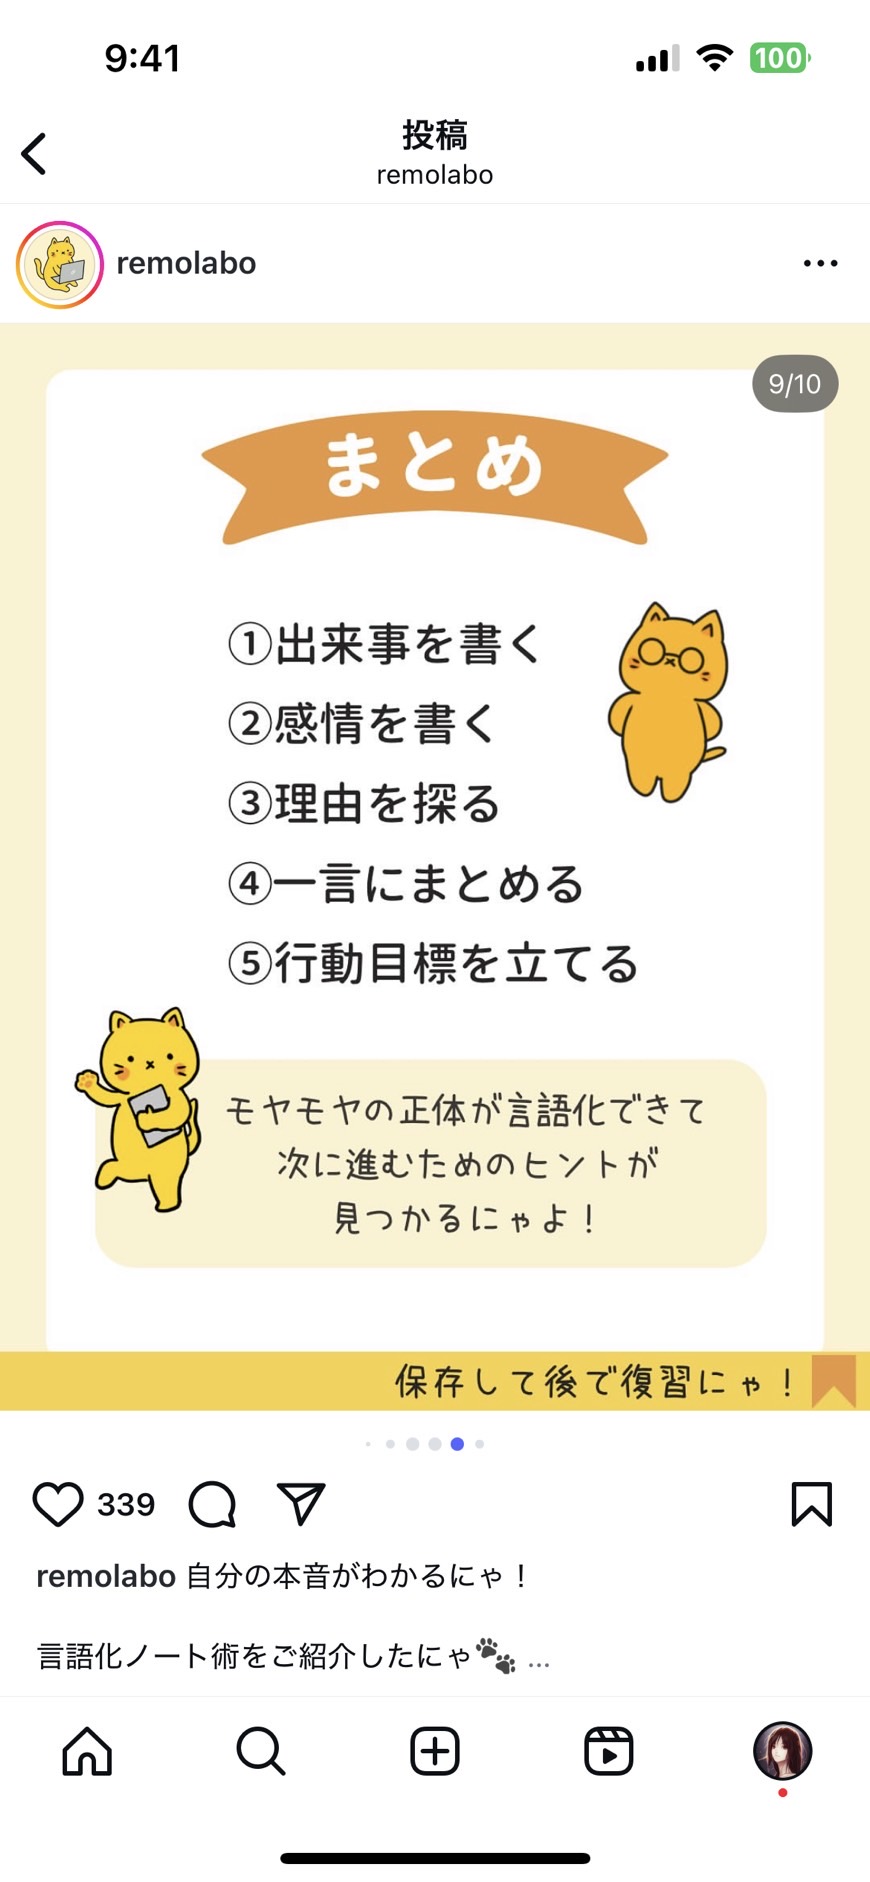 9:41
100
投稿
remolabo
remolabo
9/10
まとめ
①出来事を書く
②感情を書く
③理由を探る
④一言にまとめる
⑤行動目標を立てる
モヤモヤの正体が言語化できて
次に進むためのヒントが
見つかるにゃよ！
保存して後で復習にゃ！
339
remolabo 自分の本音がわかるにゃ！
言語化ノート術をご紹介したにゃ🐾 ...